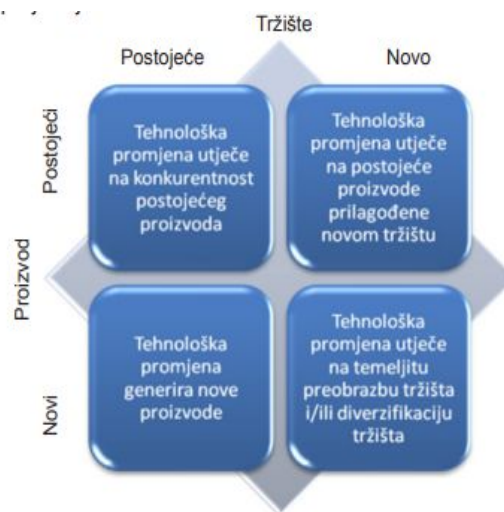 Tržište
Postojeće Novo
Postojeći
Tehnološka
promjena utječe
na konkurentnost
postojećeg
proizvoda
Tehnološka
promjena utječe
na postojeće
proizvode
prilagođene
novom tržištu
Proizvod
Novi
Tehnološka
promjena
generira nove
proizvode
Tehnološka
promjena utječe
na temeljitu
preobrazbu tržišta
i/ili diverzifikaciju
tržišta